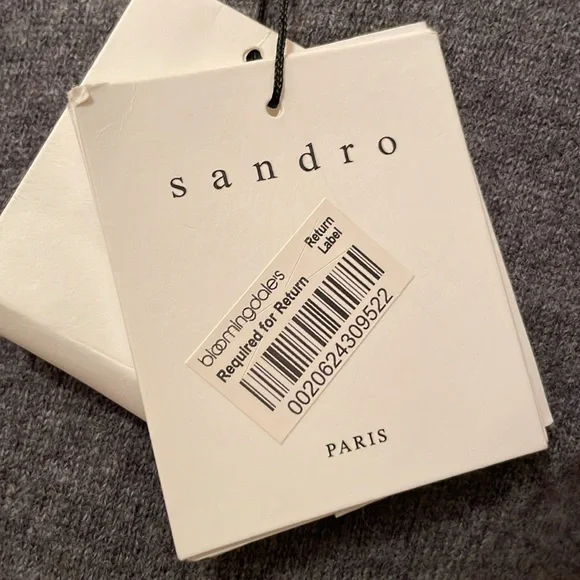 sandro
bloomingdale's
Required for Return
Return
Label
0020624309522
PARIS